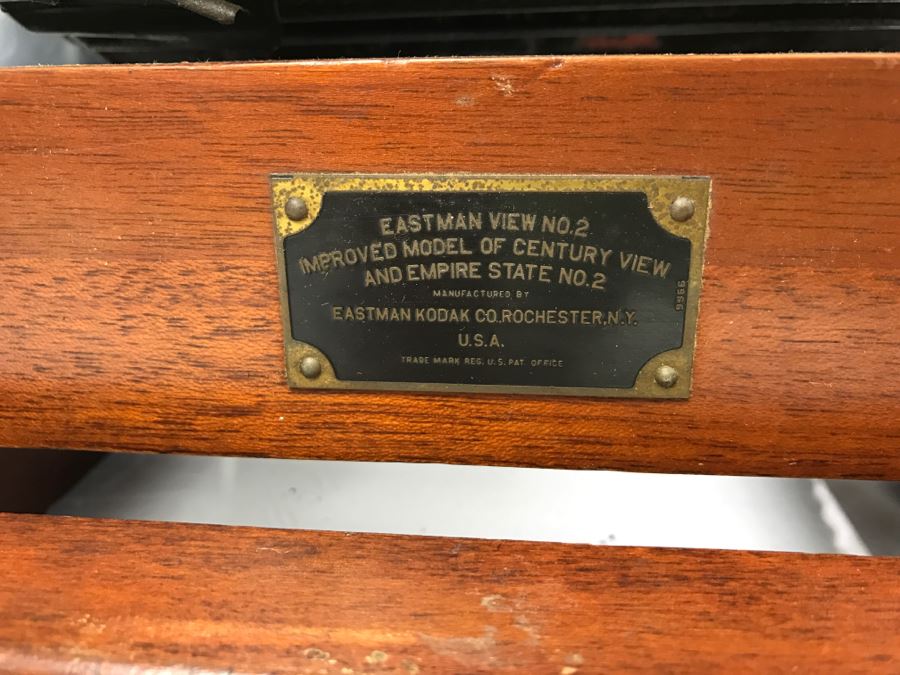 EASTMAN VIEW NO.2
IMPROVED MODEL OF CENTURY VIEW
AND EMPIRE STATE NO.2
MANUFACTURED BY
EASTMAN KODAK CO.ROCHESTER,N.Y.
U.S.A.
TRADE MARK REG. U.S. PAT. OFFICE
9966